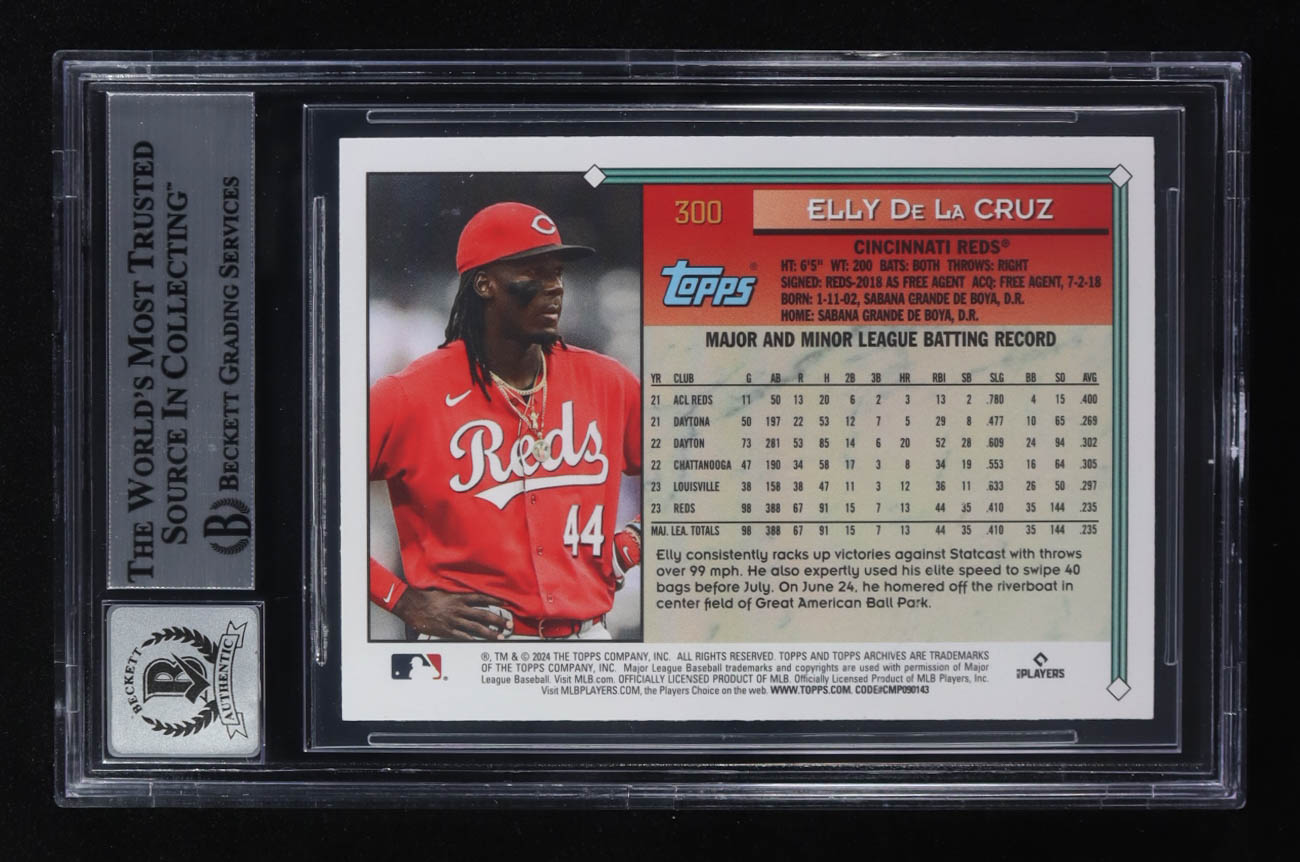 THE WORLD'S MOST TRUSTED
SOURCE IN COLLECTING™
BECKETT GRADING SERVICES
B
BECKETT
AUTHENTIC
C
Reds
44
300
ELLY DE LA CRUZ
topps®
CINCINNATI REDS®
HT: 6'5" WT: 200 BATS: BOTH THROWS: RIGHT
SIGNED: REDS-2018 AS FREE AGENT ACQ: FREE AGENT, 7-2-18
BORN: 1-11-02, SABANA GRANDE DE BOYA, D.R.
HOME: SABANA GRANDE DE BOYA, D.R.
MAJOR AND MINOR LEAGUE BATTING RECORD
YR CLUB G AB R H 2B 3B HR RBI SB SLG BB SO AVG
21 ACL REDS 11 50 13 20 6 2 3 13 2 .780 4 15 .400
21 DAYTONA 50 197 22 53 12 7 5 29 8 .477 10 65 .269
22 DAYTON 73 281 53 85 14 6 20 52 28 .609 24 94 .302
22 CHATTANOOGA 47 190 34 58 17 3 8 34 19 .553 16 64 .305
23 LOUISVILLE 38 158 38 47 11 3 12 36 11 .633 26 50 .297
23 REDS 98 388 67 91 15 7 13 44 35 .410 35 144 .235
MAJ. LEA. TOTALS 98 388 67 91 15 7 13 44 35 .410 35 144 .235
Elly consistently racks up victories against Statcast with throws
over 99 mph. He also expertly used his elite speed to swipe 40
bags before July. On June 24, he homered off the riverboat in
center field of Great American Ball Park.
®, TM & © 2024 THE TOPPS COMPANY, INC. ALL RIGHTS RESERVED. TOPPS AND TOPPS ARCHIVES ARE TRADEMARKS
OF THE TOPPS COMPANY, INC. Major League Baseball trademarks and copyrights are used with permission of Major
League Baseball. Visit MLB.com. OFFICIALLY LICENSED PRODUCT OF MLB. Officially Licensed Product of MLB Players, Inc.
Visit MLBPLAYERS.COM, the Players Choice on the web. WWW.TOPPS.COM. CODE#CMP090143
PLAYERS